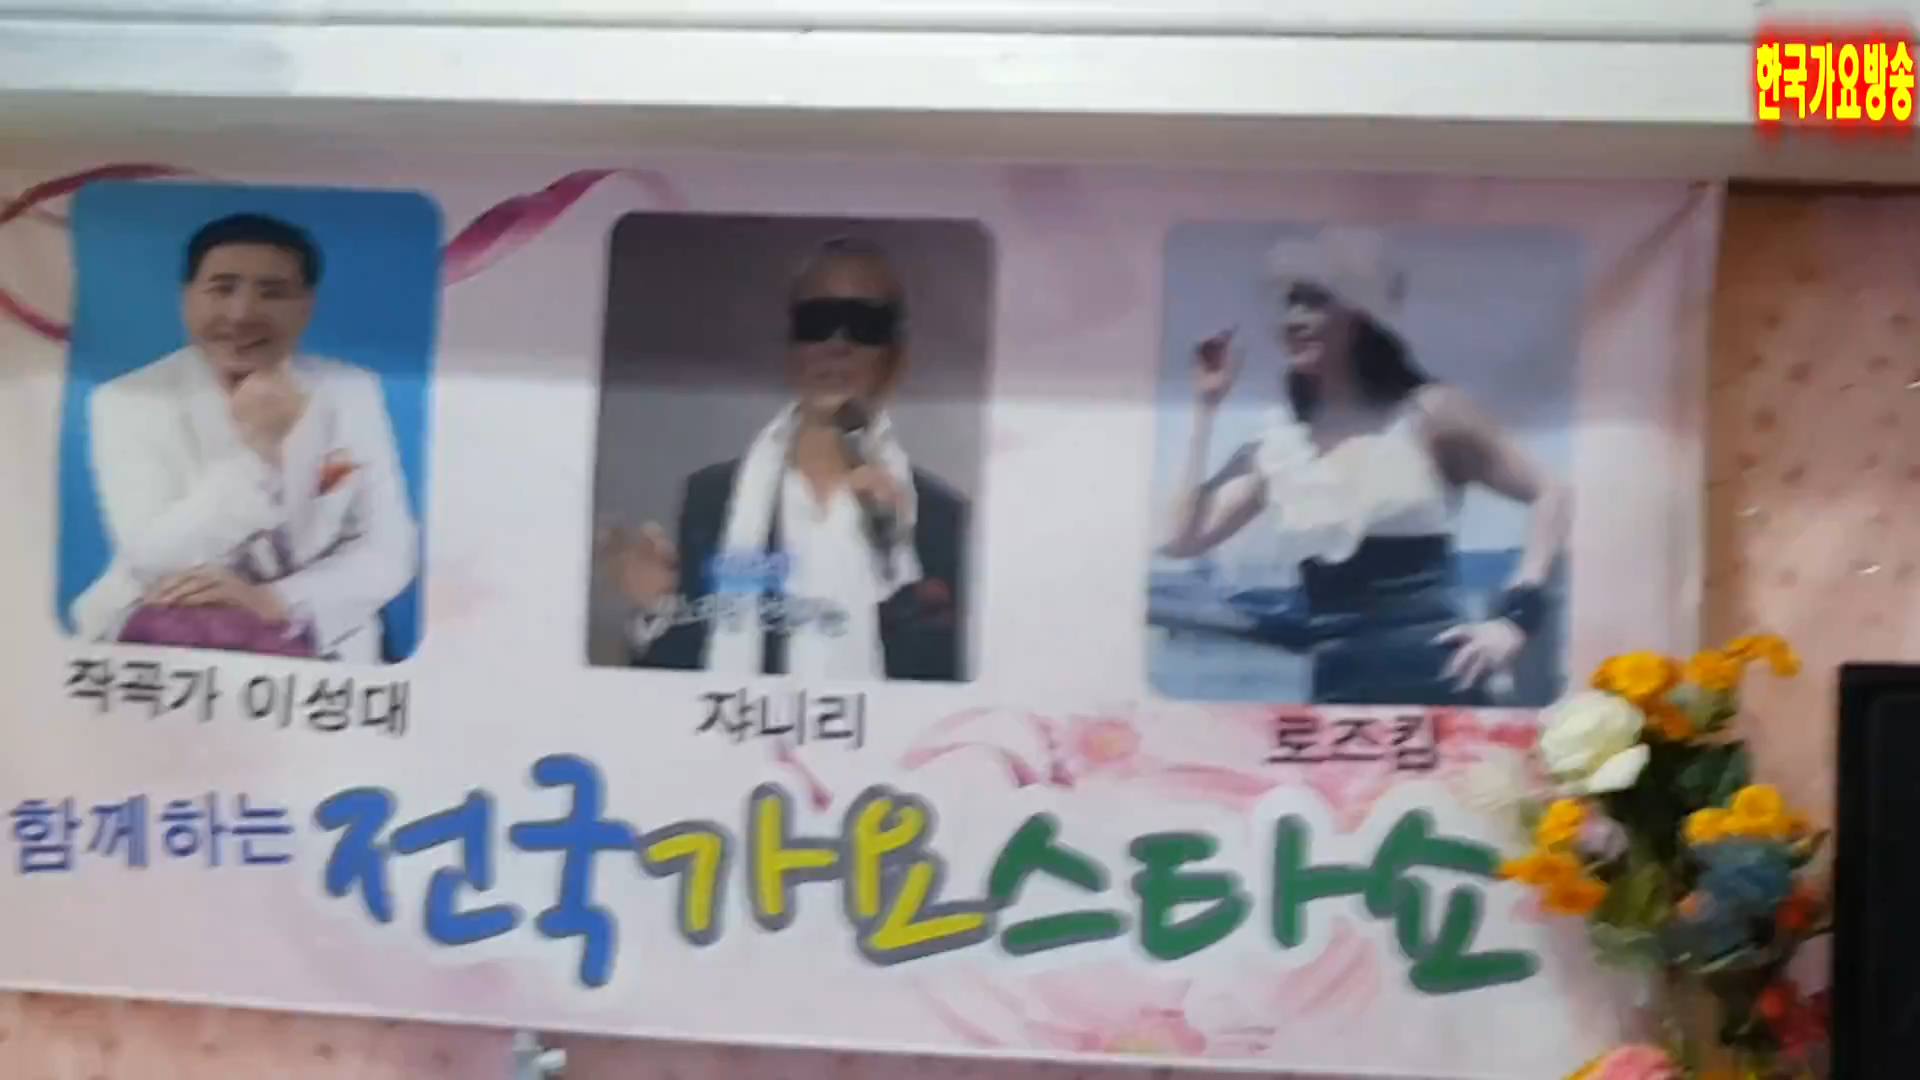 한국가요방송
작곡가 이성대
쟈니리
로즈킴
함께하는 전국가요스타쇼